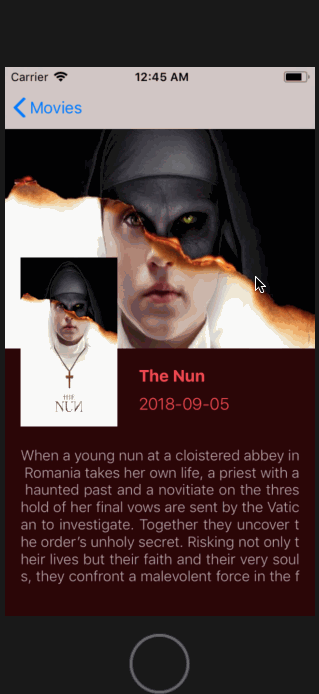 Carrier
12:45 AM
Movies
THE
NUN
The Nun
2018-09-05
When a young nun at a cloistered abbey in
Romania takes her own life, a priest with a
haunted past and a novitiate on the thres
hold of her final vows are sent by the Vatic
an to investigate. Together they uncover t
he order’s unholy secret. Risking not only t
heir lives but their faith and their very soul
s, they confront a malevolent force in the f